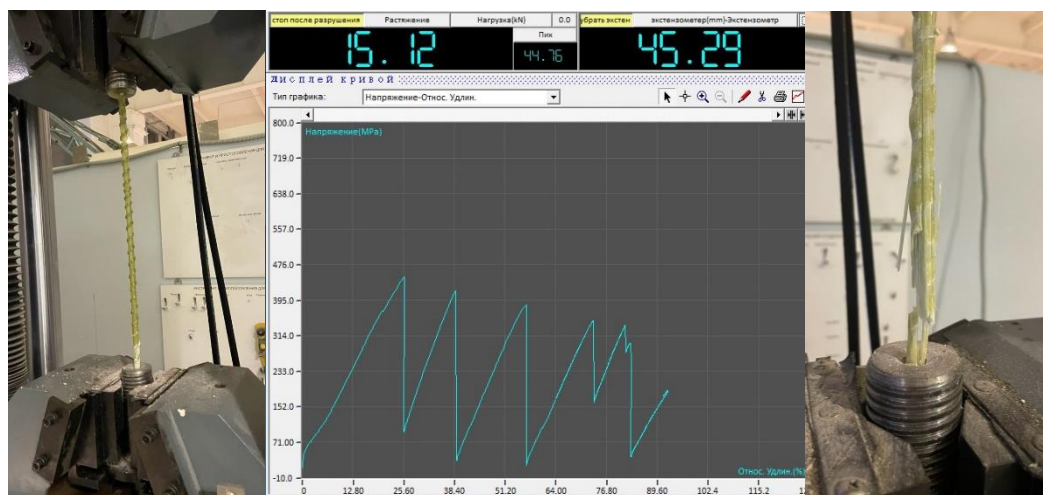 стоп после разрушения Растяжение Нагрузка(kN) 0.0 убрать экстен экстензометер(mm)-Экстензометр
15.12 Пик 44.76 45.29
Дисплей кривой
Тип графика: Напряжение-Относ. Удлин.
Напряжение(MPa)
800.0
719.0
638.0
557.0
476.0
395.0
314.0
233.0
152.0
71.00
-10.0
Относ. Удлин.(%)
0 12.80 25.60 38.40 51.20 64.00 76.80 89.60 102.4 115.2